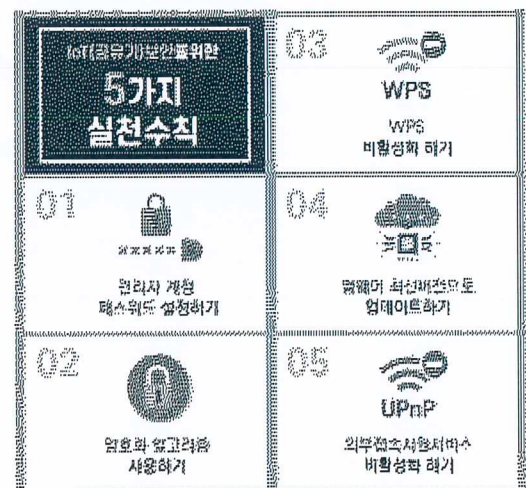 IoT(공유기)보안을위한
5가지
실천수칙
01
*****
관리자 계정
패스워드 설정하기
02
암호화 알고리즘
사용하기
03
WPS
WPS
비활성화 하기
04
펌웨어 최신버전으로
업데이트하기
05
UPnP
외부접속지원서비스
비활성화 하기